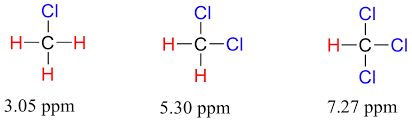 Cl
H C H
H
3.05 ppm
Cl
H C Cl
H
5.30 ppm
Cl
H C Cl
Cl
7.27 ppm